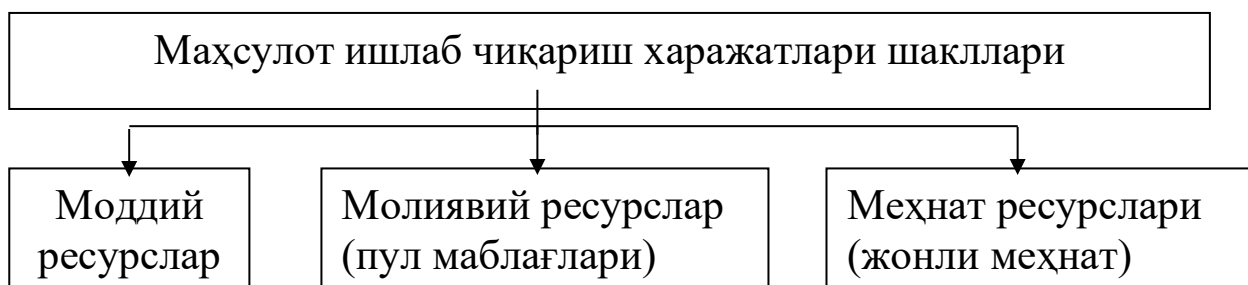 Маҳсулот ишлаб чиқариш харажатлари шакллари
Моддий
ресурслар
Молиявий ресурслар
(пул маблағлари)
Меҳнат ресурслари
(жонли меҳнат)